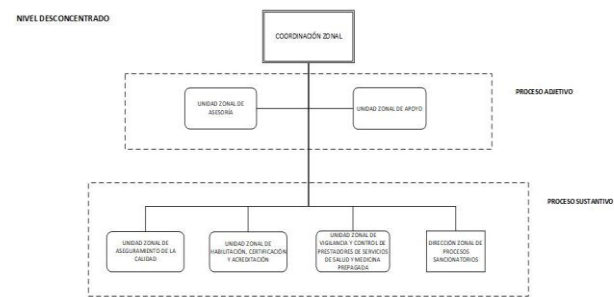 NIVEL DESCONCENTRADO
COORDINACIÓN ZONAL
PROCESO ADJETIVO
UNIDAD ZONAL DE
ASESORÍA
UNIDAD ZONAL DE APOYO
PROCESO SUSTANTIVO
UNIDAD ZONAL DE
ASEGURAMIENTO DE LA
CALIDAD
UNIDAD ZONAL DE
HABILITACIÓN, CERTIFICACIÓN
Y ACREDITACIÓN
UNIDAD ZONAL DE
VIGILANCIA Y CONTROL DE
PRESTADORES DE SERVICIOS
DE SALUD Y MEDICINA
PREPAGADA
DIRECCIÓN ZONAL DE
PROCESOS
SANCIONATORIOS